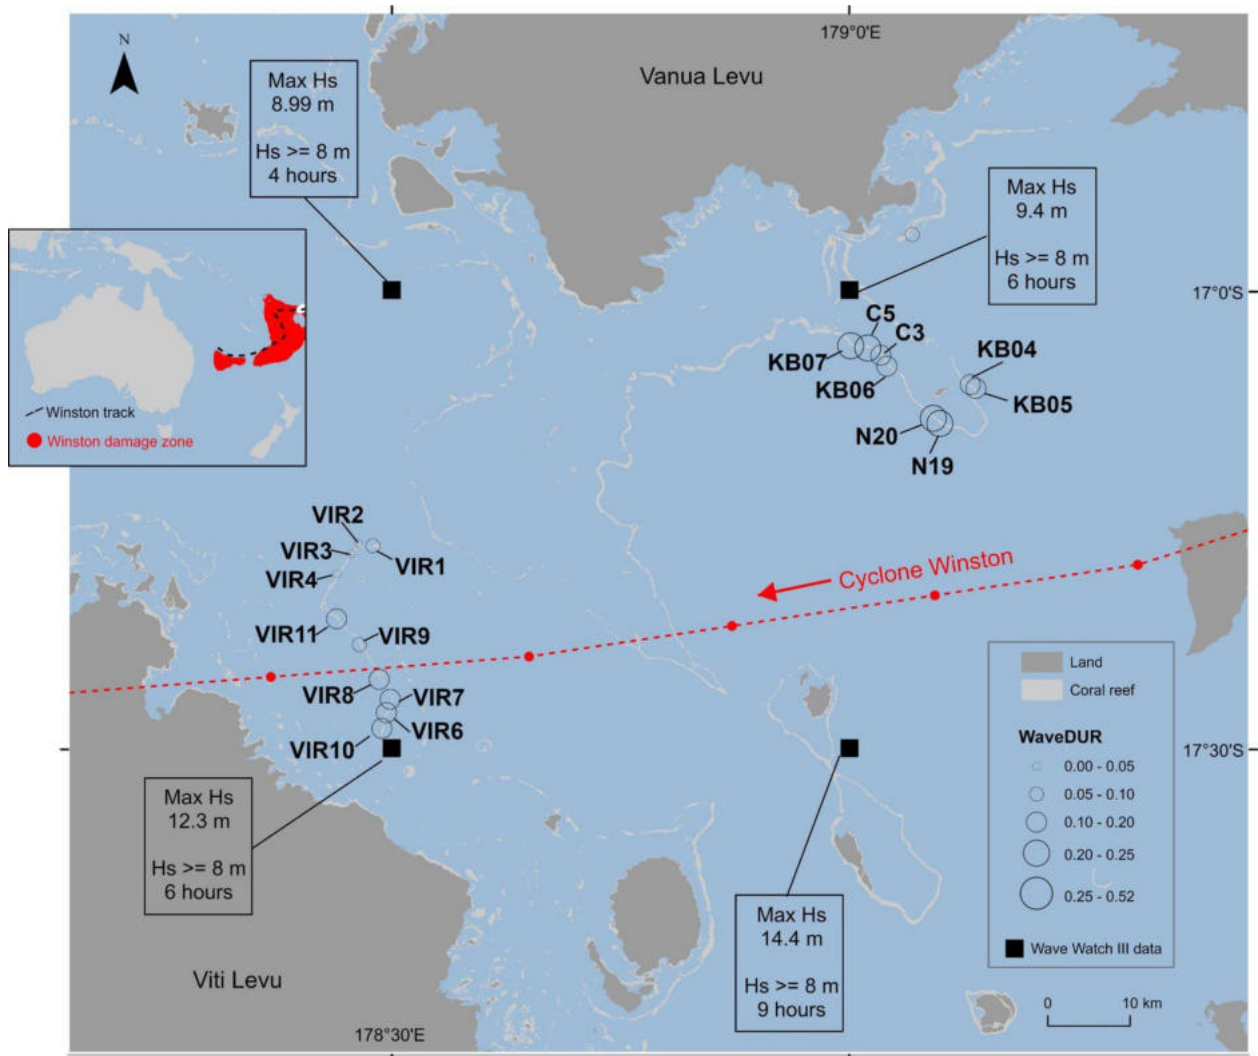 N
179°0'E
Vanua Levu
Max Hs
8.99 m
Hs >= 8 m
4 hours
Max Hs
9.4 m
Hs >= 8 m
6 hours
17°0'S
C5
C3
KB07
KB06
KB04
KB05
N20
N19
Winston track
Winston damage zone
VIR2
VIR3
VIR1
VIR4
VIR11
VIR9
VIR8
VIR7
VIR6
VIR10
Cyclone Winston
Land
Coral reef
WaveDUR
0.00 - 0.05
0.05 - 0.10
0.10 - 0.20
0.20 - 0.25
0.25 - 0.52
Wave Watch III data
17°30'S
Max Hs
12.3 m
Hs >= 8 m
6 hours
Max Hs
14.4 m
Hs >= 8 m
9 hours
Viti Levu
178°30'E
0 10 km